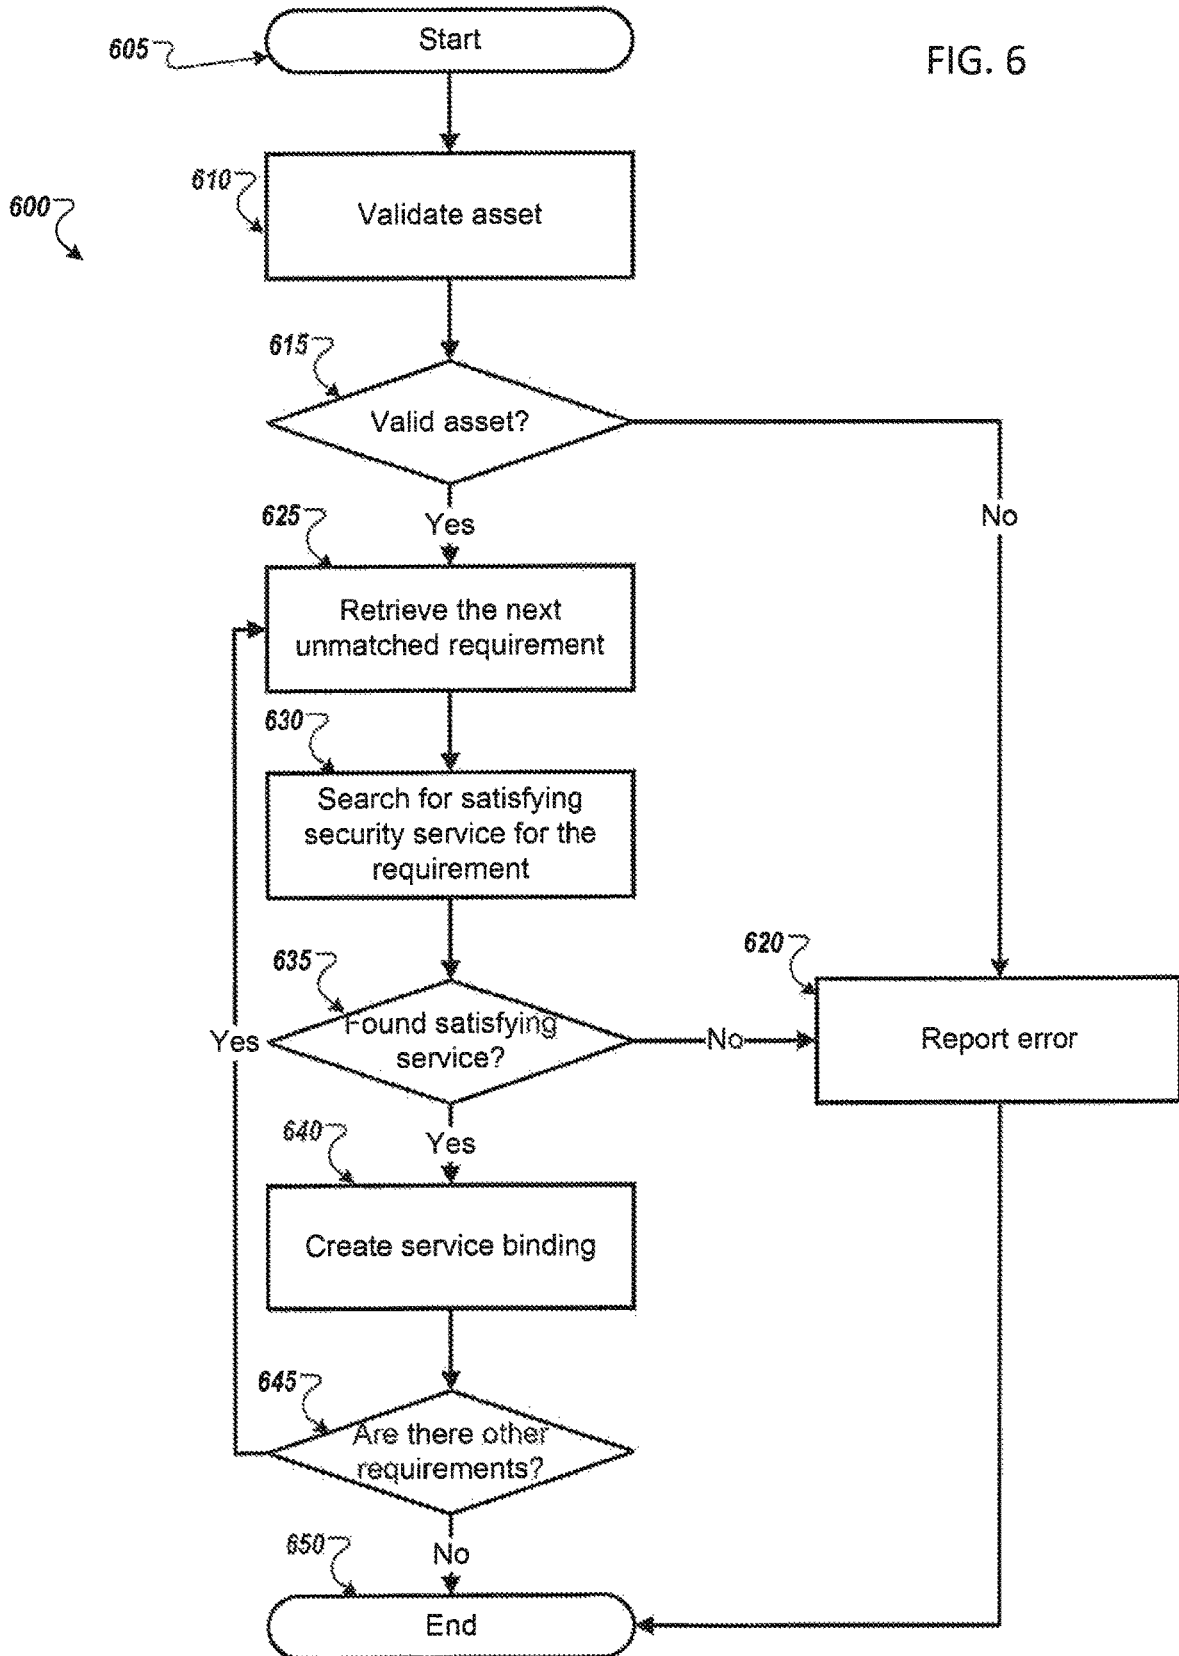 605
Start
FIG. 6
600
610
Validate asset
615
Valid asset?
625
Yes
No
Retrieve the next
unmatched requirement
630
Search for satisfying
security service for the
requirement
635
620
Yes
Found satisfying
service?
No
Report error
640
Yes
Create service binding
645
Are there other
requirements?
650
No
End